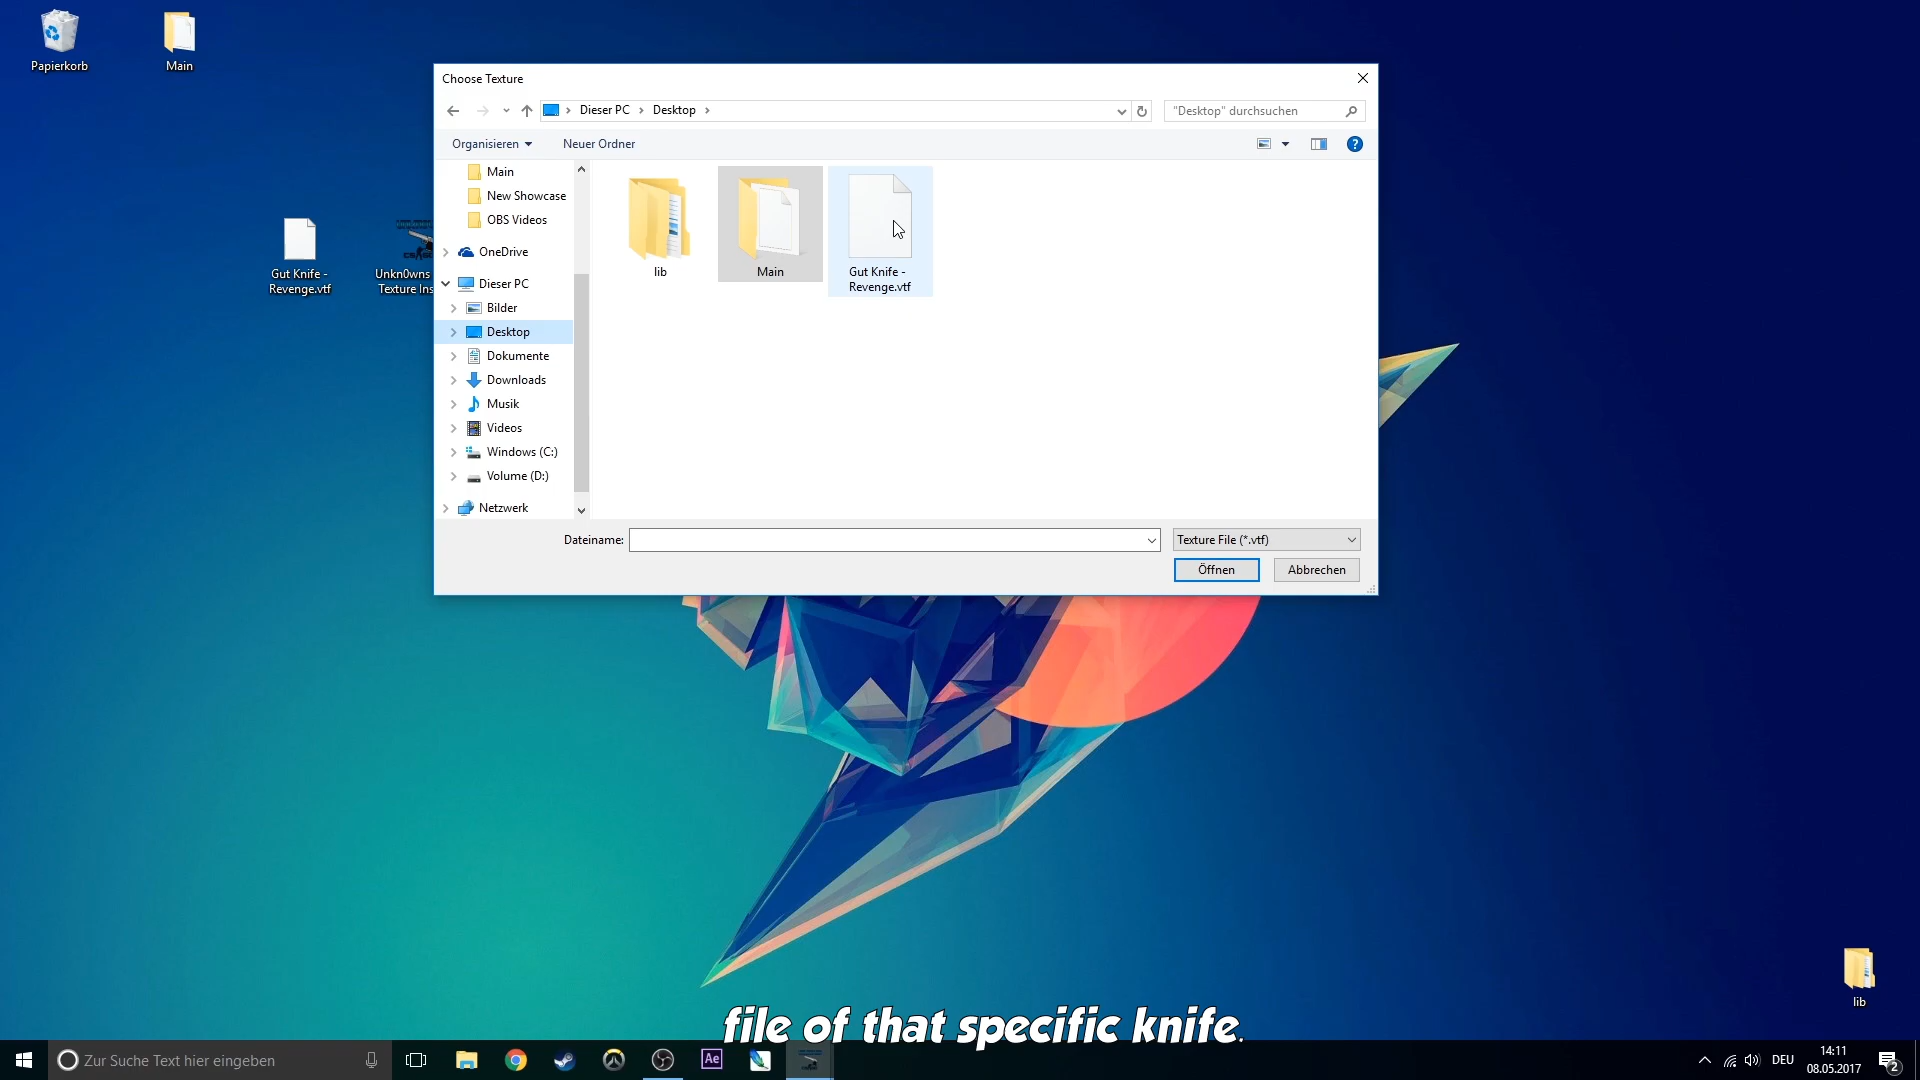 Papierkorb
Main
Gut Knife -
Revenge.vtf
Unkn0wns
Texture Ins
Choose Texture
Dieser PC
Desktop
"Desktop" durchsuchen
Organisieren
Neuer Ordner
Main
New Showcase
OBS Videos
OneDrive
Dieser PC
Bilder
Desktop
Dokumente
Downloads
Musik
Videos
Windows (C:)
Volume (D:)
Netzwerk
lib
Main
Gut Knife -
Revenge.vtf
Dateiname:
Texture File (*.vtf)
Öffnen
Abbrechen
lib
file of that specific knife.
Zur Suche Text hier eingeben
Ae
DEU
14:11
08.05.2017
2